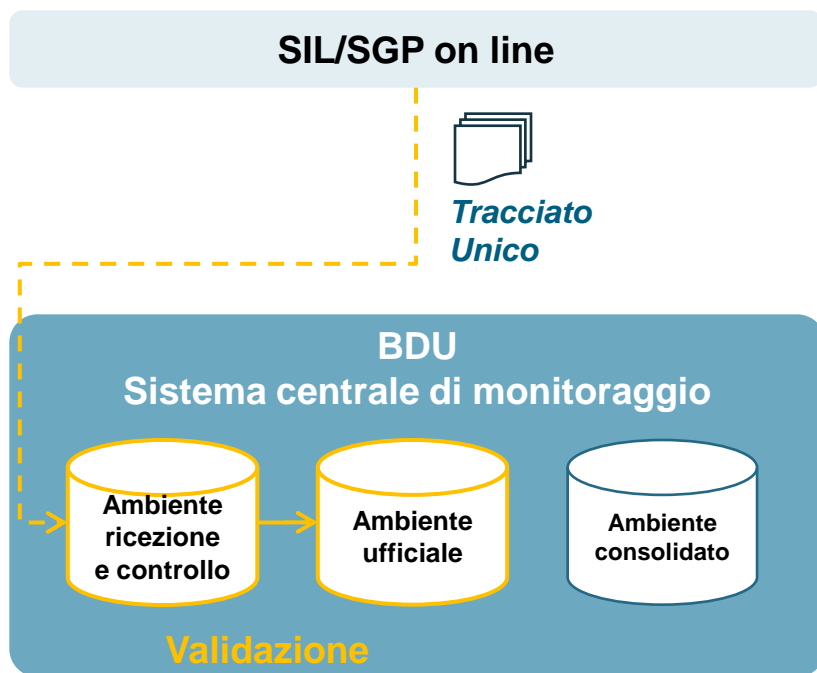 SIL/SGP on line
Tracciato
Unico
BDU
Sistema centrale di monitoraggio
Ambiente
ricezione
e controllo
Ambiente
ufficiale
Ambiente
consolidato
Validazione